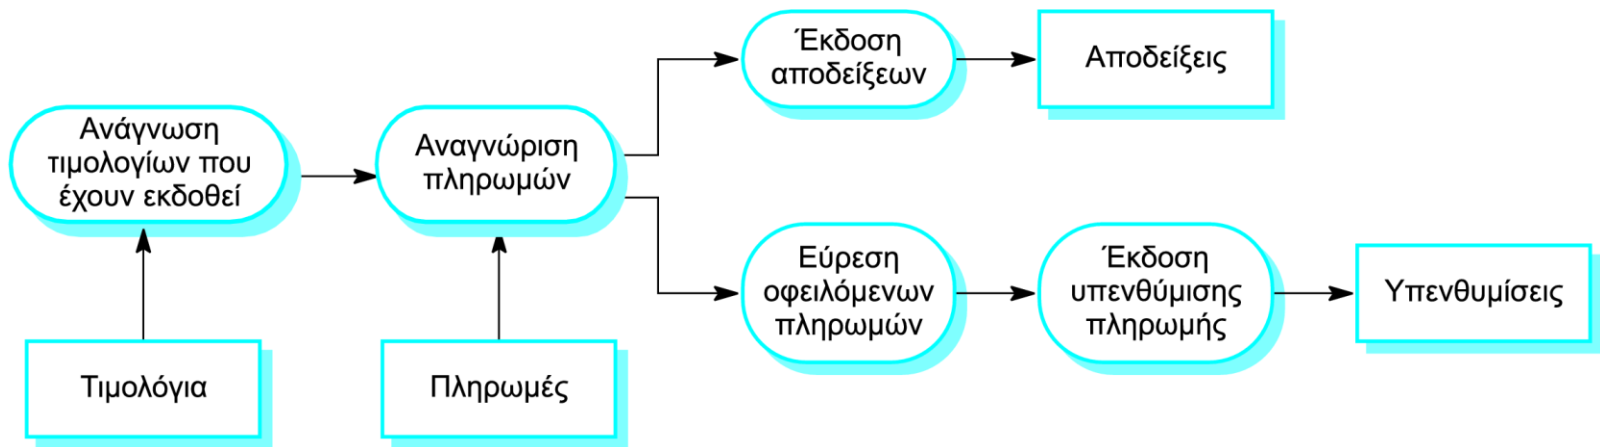 Ανάγνωση
τιμολογίων που
έχουν εκδοθεί
Αναγνώριση
πληρωμών
Έκδοση
αποδείξεων
Αποδείξεις
Εύρεση
οφειλόμενων
πληρωμών
Έκδοση
υπενθύμισης
πληρωμής
Υπενθυμίσεις
Τιμολόγια
Πληρωμές